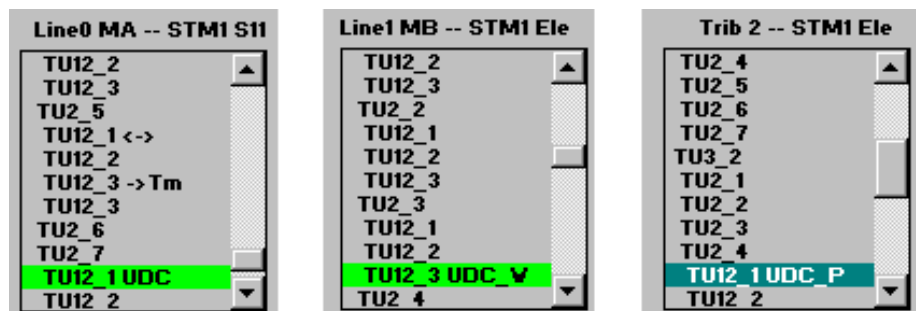 Line0 MA -- STM1 S11
TU12_2
TU12_3
TU2_5
TU12_1 <->
TU12_2
TU12_3 -> Tm
TU12_3
TU2_6
TU2_7
TU12_1 UDC
TU12_2
Line1 MB -- STM1 Ele
TU12_2
TU12_3
TU2_2
TU12_1
TU12_2
TU12_3
TU2_3
TU12_1
TU12_2
TU12_3 UDC_W
TU2_4
Trib 2 -- STM1 Ele
TU2_4
TU2_5
TU2_6
TU2_7
TU3_2
TU2_1
TU2_2
TU2_3
TU2_4
TU12_1 UDC_P
TU12_2